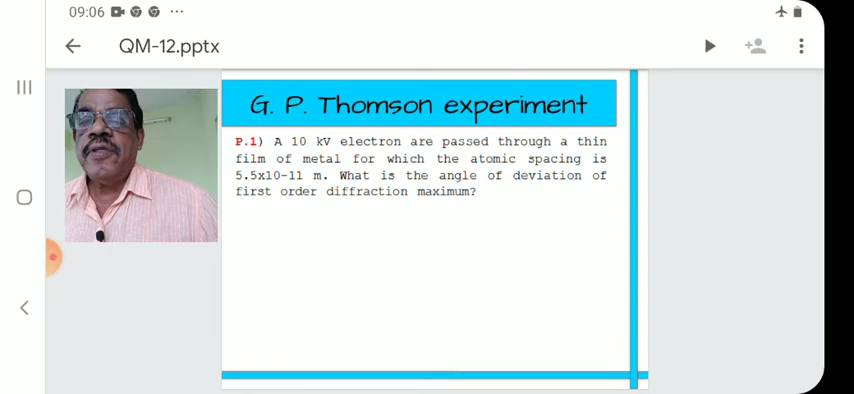 09:06
QM-12.pptx
G. P. Thomson experiment
P.1) A 10 kV electron are passed through a thin
film of metal for which the atomic spacing is
5.5x10-11 m. What is the angle of deviation of
first order diffraction maximum?